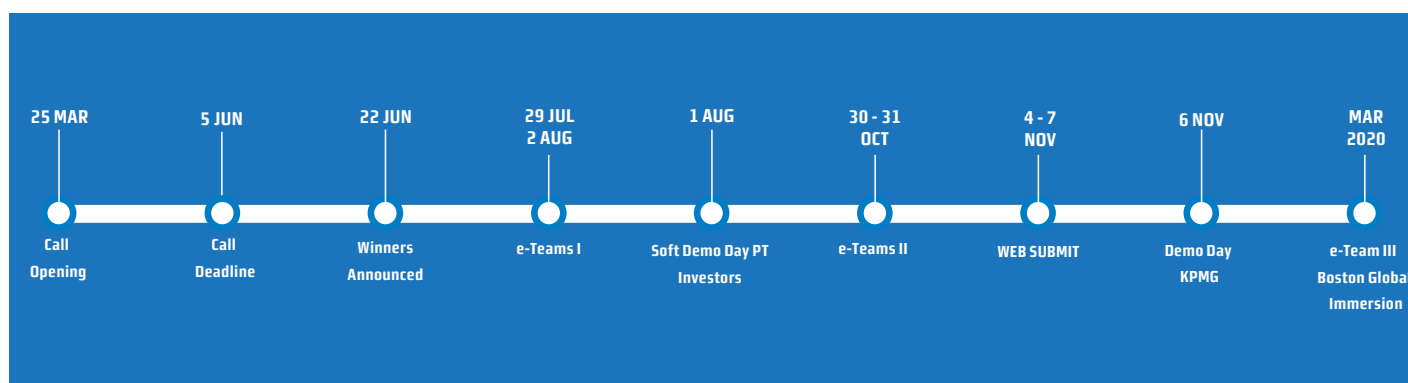 25 MAR
Call
Opening
5 JUN
Call
Deadline
22 JUN
Winners
Announced
29 JUL
2 AUG
e-Teams I
1 AUG
Soft Demo Day PT
Investors
30 - 31
OCT
e-Teams II
4 - 7
NOV
WEB SUBMIT
6 NOV
Demo Day
KPMG
MAR
2020
e-Team III
Boston Global
Immersion